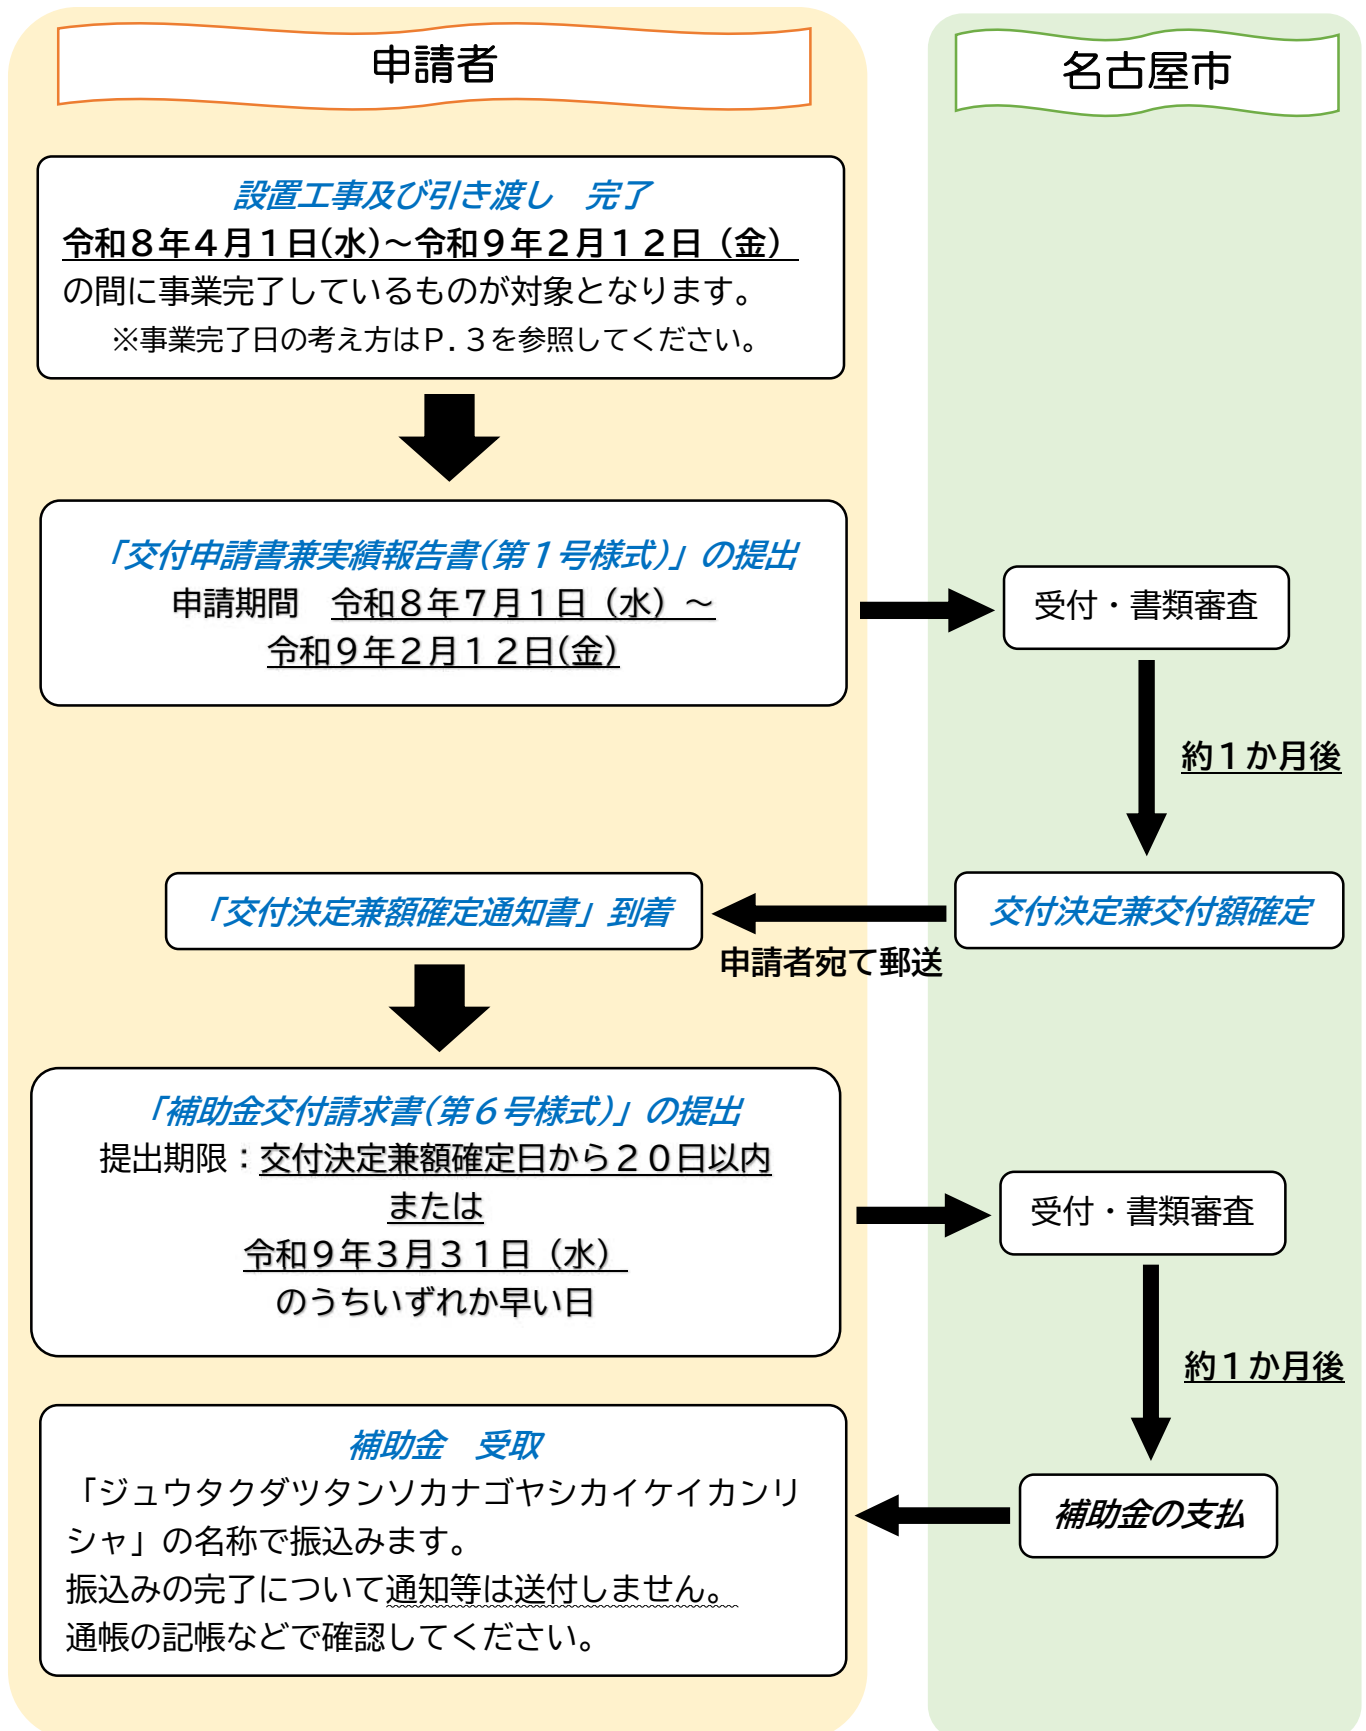 申請者
名古屋市
設置工事及び引き渡し　完了
令和８年４月１日(水)～令和９年２月１２日（金）
の間に事業完了しているものが対象となります。
※事業完了日の考え方はＰ．３を参照してください。
「交付申請書兼実績報告書(第１号様式)」の提出
申請期間　令和８年７月１日（水）～
令和９年２月１２日(金)
受付・書類審査
約１か月後
交付決定兼交付額確定
申請者宛て郵送
「交付決定兼額確定通知書」到着
「補助金交付請求書(第６号様式)」の提出
提出期限：交付決定兼額確定日から２０日以内
または
令和９年３月３１日（水）
のうちいずれか早い日
受付・書類審査
約１か月後
補助金の支払
補助金　受取
「ジュウタクダツタンソカナゴヤシカイケイカンリ
シャ」の名称で振込みます。
振込みの完了について通知等は送付しません。
通帳の記帳などで確認してください。